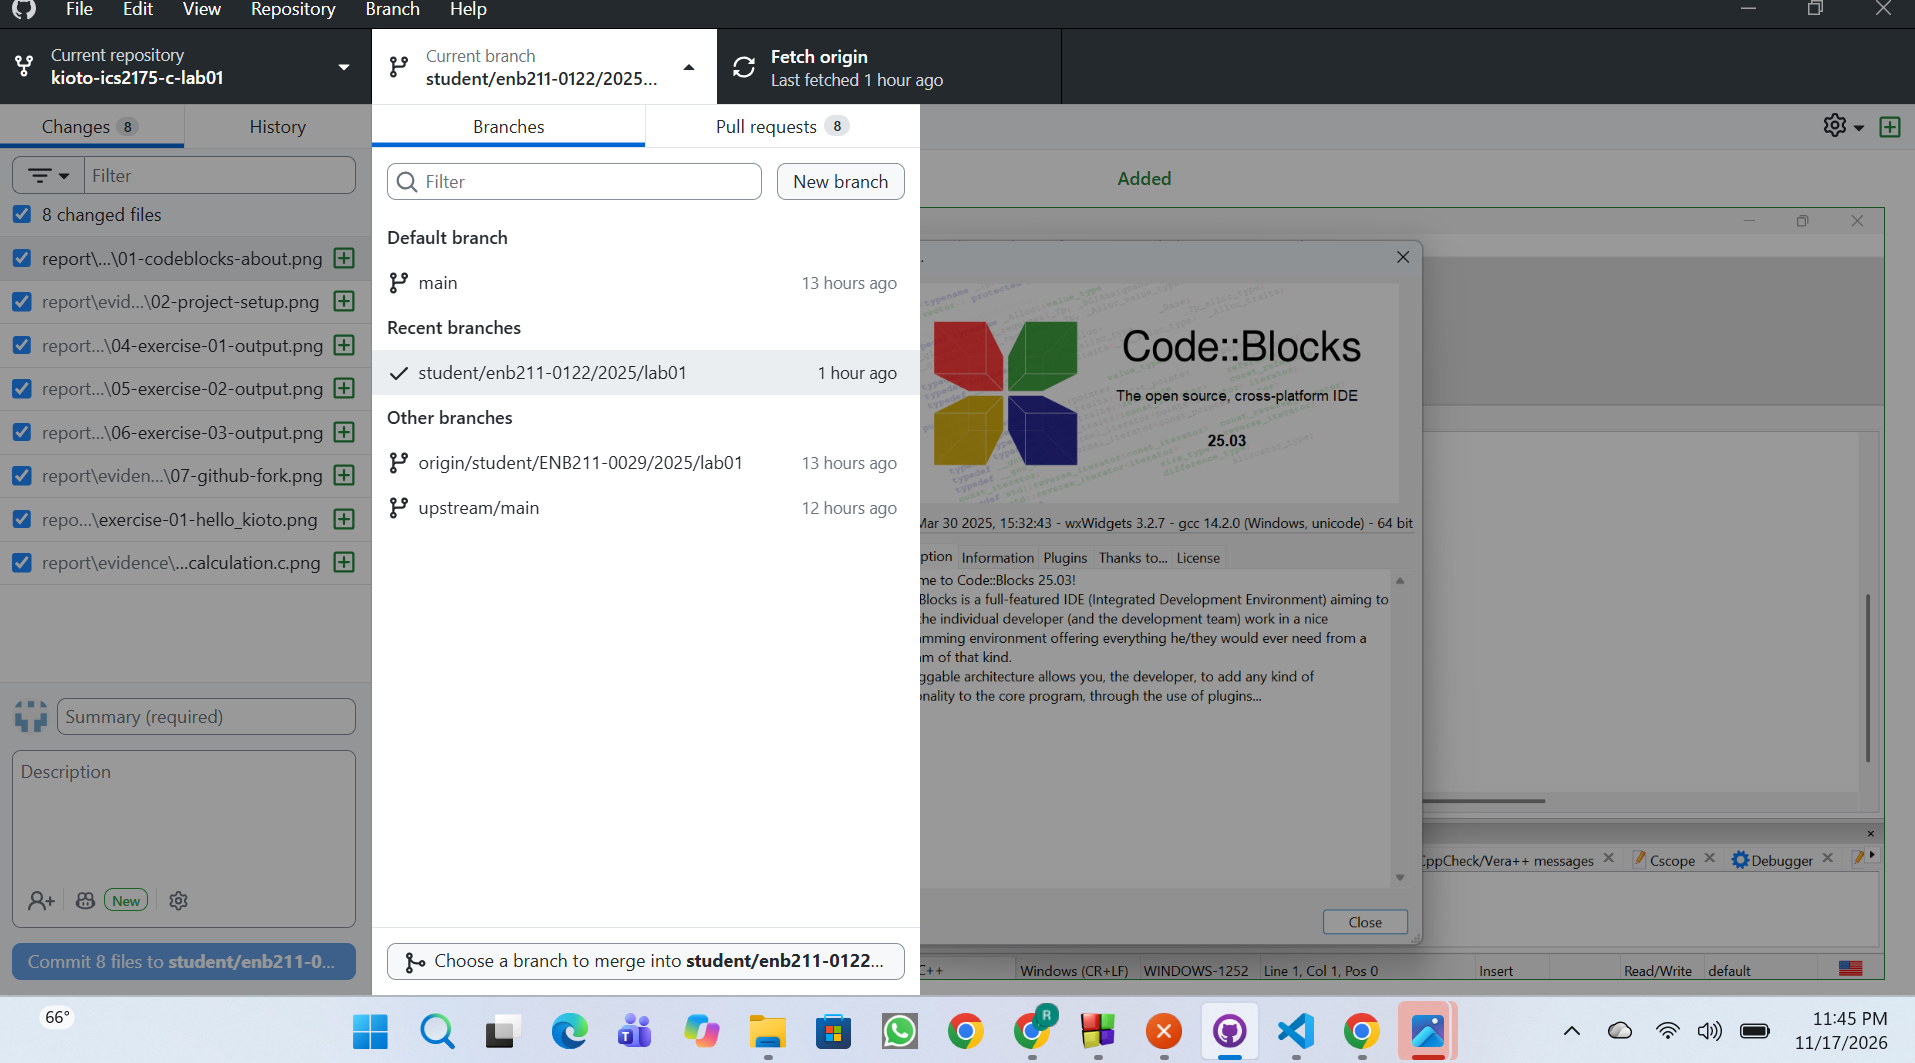 File Edit View Repository Branch Help
Current repository
kioto-ics2175-c-lab01
Current branch
student/enb211-0122/2025...
Fetch origin
Last fetched 1 hour ago
Changes 8
History
Filter
8 changed files
report\...\01-codeblocks-about.png
report\evid...\02-project-setup.png
report...\04-exercise-01-output.png
report...\05-exercise-02-output.png
report...\06-exercise-03-output.png
report\eviden...\07-github-fork.png
repo...\exercise-01-hello_kioto.png
report\evidence\...calculation.c.png
Summary (required)
Description
New
Commit 8 files to student/enb211-0...
Branches
Pull requests 8
Filter
New branch
Default branch
main 13 hours ago
Recent branches
student/enb211-0122/2025/lab01 1 hour ago
Other branches
origin/student/ENB211-0029/2025/lab01 13 hours ago
upstream/main 12 hours ago
Choose a branch to merge into student/enb211-0122...
Added
Code::Blocks
The open source, cross-platform IDE
25.03
Mar 30 2025, 15:32:43 - wxWidgets 3.2.7 - gcc 14.2.0 (Windows, unicode) - 64 bit
ption Information Plugins Thanks to... License
me to Code::Blocks 25.03!
Blocks is a full-featured IDE (Integrated Development Environment) aiming to
he individual developer (and the development team) work in a nice
mming environment offering everything he/they would ever need from a
m of that kind.
ggable architecture allows you, the developer, to add any kind of
nality to the core program, through the use of plugins...
Close
CppCheck/Vera++ messages Cscope Debugger
C++ Windows (CR+LF) WINDOWS-1252 Line 1, Col 1, Pos 0 Insert Read/Write default
66°
R
11:45 PM
11/17/2026